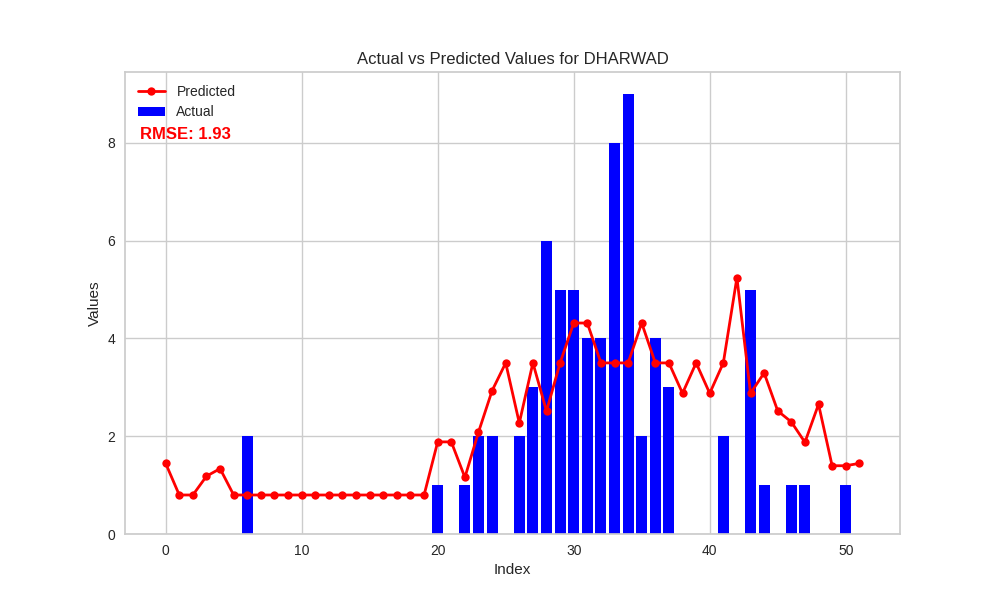 Actual vs Predicted Values for DHARWAD
Predicted
Actual
RMSE: 1.93
Values
8
6
4
2
0
0 10 20 30 40 50
Index